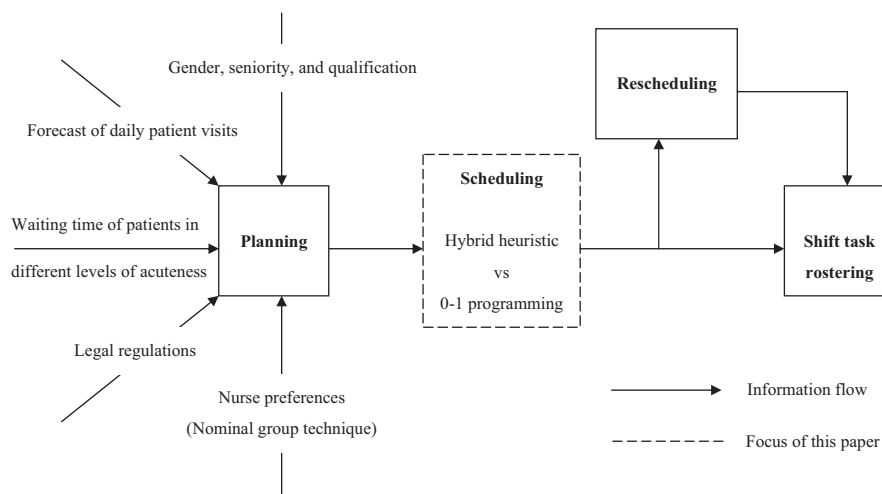 Gender, seniority, and qualification
Forecast of daily patient visits
Waiting time of patients in
different levels of acuteness
Legal regulations
Nurse preferences
(Nominal group technique)
Planning
Scheduling
Hybrid heuristic
vs
0-1 programming
Rescheduling
Shift task
rostering
Information flow
Focus of this paper